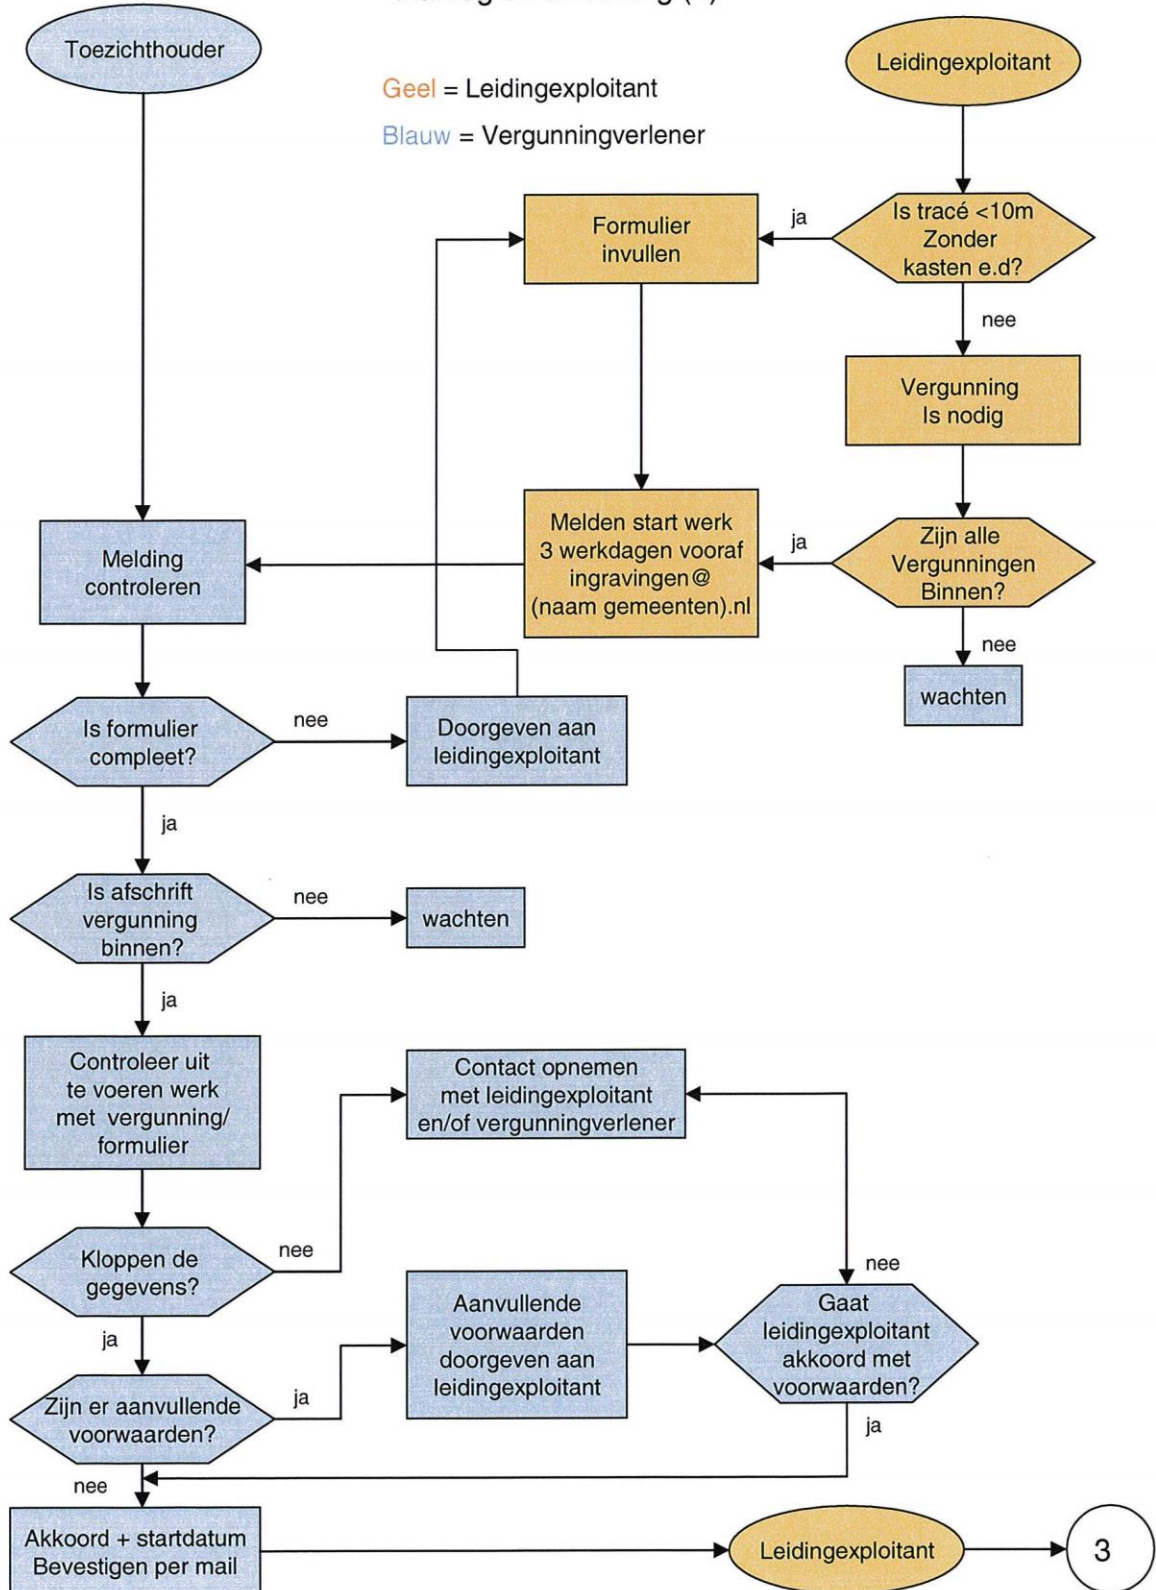 Toezichthouder
Leidingexploitant
Geel = Leidingexploitant
Blauw = Vergunningverlener
Formulier
invullen
ja
Is tracé <10m
Zonder
kasten e.d?
nee
Vergunning
Is nodig
Melding
controleren
Melden start werk
3 werkdagen vooraf
ingravingen@
(naam gemeenten).nl
ja
Zijn alle
Vergunningen
Binnen?
nee
wachten
Is formulier
compleet?
nee
Doorgeven aan
leidingexploitant
ja
Is afschrift
vergunning
binnen?
nee
wachten
ja
Controleer uit
te voeren werk
met vergunning/
formulier
Contact opnemen
met leidingexploitant
en/of vergunningverlener
Kloppen de
gegevens?
nee
nee
ja
Aanvullende
voorwaarden
doorgeven aan
leidingexploitant
Gaat
leidingexploitant
akkoord met
voorwaarden?
Zijn er aanvullende
voorwaarden?
ja
ja
nee
Akkoord + startdatum
Bevestigen per mail
Leidingexploitant
3